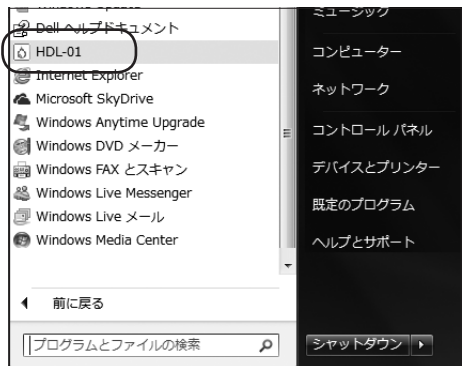 Dell ヘルプドキュメント
HDL-01
Internet Explorer
Microsoft SkyDrive
Windows Anytime Upgrade
Windows DVD メーカー
Windows FAX とスキャン
Windows Live Messenger
Windows Live メール
Windows Media Center
前に戻る
プログラムとファイルの検索
ミュージック
コンピューター
ネットワーク
コントロール パネル
デバイスとプリンター
既定のプログラム
ヘルプとサポート
シャットダウン